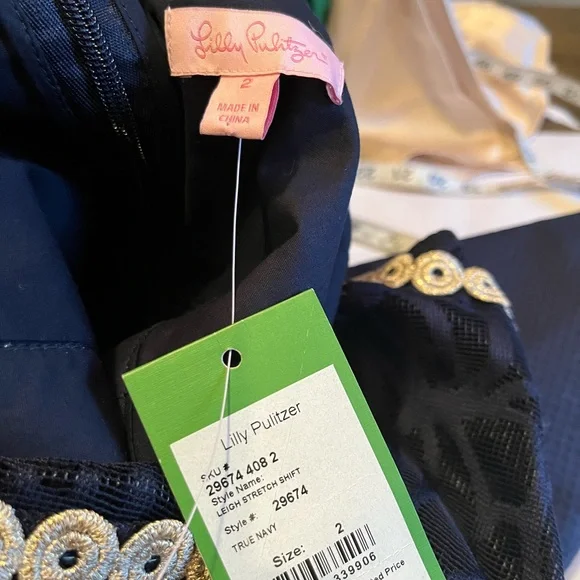 Lilly Pulitzer
2
MADE IN
CHINA
Lilly Pulitzer
SKU #
29674 408 2
Style Name:
LEIGH STRETCH SHIFT
Style #: 29674
TRUE NAVY
Size: 2
339906
Price